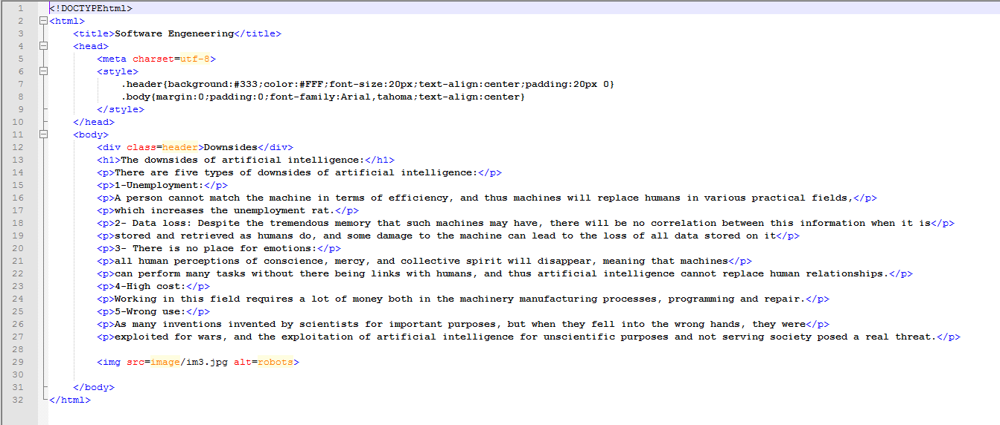 1 <!DOCTYPEhtml>
2 <html>
3 <title>Software Engeneering</title>
4 <head>
5 <meta charset=utf-8>
6 <style>
7 .header{background:#333;color:#FFF;font-size:20px;text-align:center;padding:20px 0}
8 .body{margin:0;padding:0;font-family:Arial,tahoma;text-align:center}
9 </style>
10 </head>
11 <body>
12 <div class=header>Downsides</div>
13 <h1>The downsides of artificial intelligence:</h1>
14 <p>There are five types of downsides of artificial intelligence:</p>
15 <p>1-Unemployment:</p>
16 <p>A person cannot match the machine in terms of efficiency, and thus machines will replace humans in various practical fields,</p>
17 <p>which increases the unemployment rat.</p>
18 <p>2- Data loss: Despite the tremendous memory that such machines may have, there will be no correlation between this information when it is</p>
19 <p>stored and retrieved as humans do, and some damage to the machine can lead to the loss of all data stored on it</p>
20 <p>3- There is no place for emotions:</p>
21 <p>all human perceptions of conscience, mercy, and collective spirit will disappear, meaning that machines</p>
22 <p>can perform many tasks without there being links with humans, and thus artificial intelligence cannot replace human relationships.</p>
23 <p>4-High cost:</p>
24 <p>Working in this field requires a lot of money both in the machinery manufacturing processes, programming and repair.</p>
25 <p>5-Wrong use:</p>
26 <p>As many inventions invented by scientists for important purposes, but when they fell into the wrong hands, they were</p>
27 <p>exploited for wars, and the exploitation of artificial intelligence for unscientific purposes and not serving society posed a real threat.</p>
28
29 <img src=image/im3.jpg alt=robots>
30
31 </body>
32 </html>